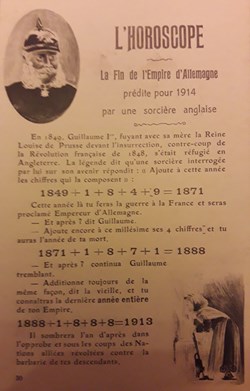 L'HOROSCOPE
La Fin de l'Empire d'Allemagne
prédite pour 1914
par une sorcière anglaise
En 1849, Guillaume Iᵉʳ, fuyant avec sa mère la Reine
Louise de Prusse devant l'insurrection, contre-coup de
la Révolution française de 1848, s'était réfugié en
Angleterre. La légende dit qu'une sorcière interrogée
par lui sur son avenir répondit : « Ajoute à cette année
les chiffres qui la composent » :
1849 + 1 + 8 + 4 + 9 = 1871
Cette année là tu feras la guerre à la France et seras
proclamé Empereur d'Allemagne.
— Et après ? dit Guillaume.
— Ajoute encore à ce millésime ses 4 chiffres et tu
auras l'année de ta mort.
1871 + 1 + 8 + 7 + 1 = 1888
— Et après ? continua Guillaume
tremblant.
— Additionne toujours de la
même façon, dit la vieille, et tu
connaîtras la dernière année entière
de ton Empire,
1888 + 1 + 8 + 8 + 8 = 1913
Il sombrera l'an d'après dans
l'opprobre et sous les coups des Na-
tions alliées révoltées contre la
barbarie de tes descendants.